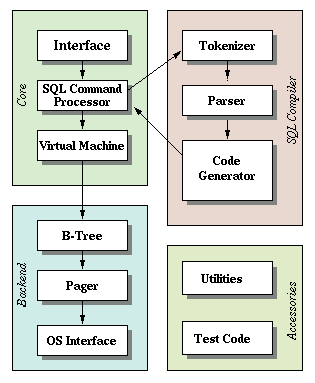 Core
Interface
SQL Command
Processor
Virtual Machine
SQL Compiler
Tokenizer
Parser
Code
Generator
Backend
B-Tree
Pager
OS Interface
Accessories
Utilities
Test Code